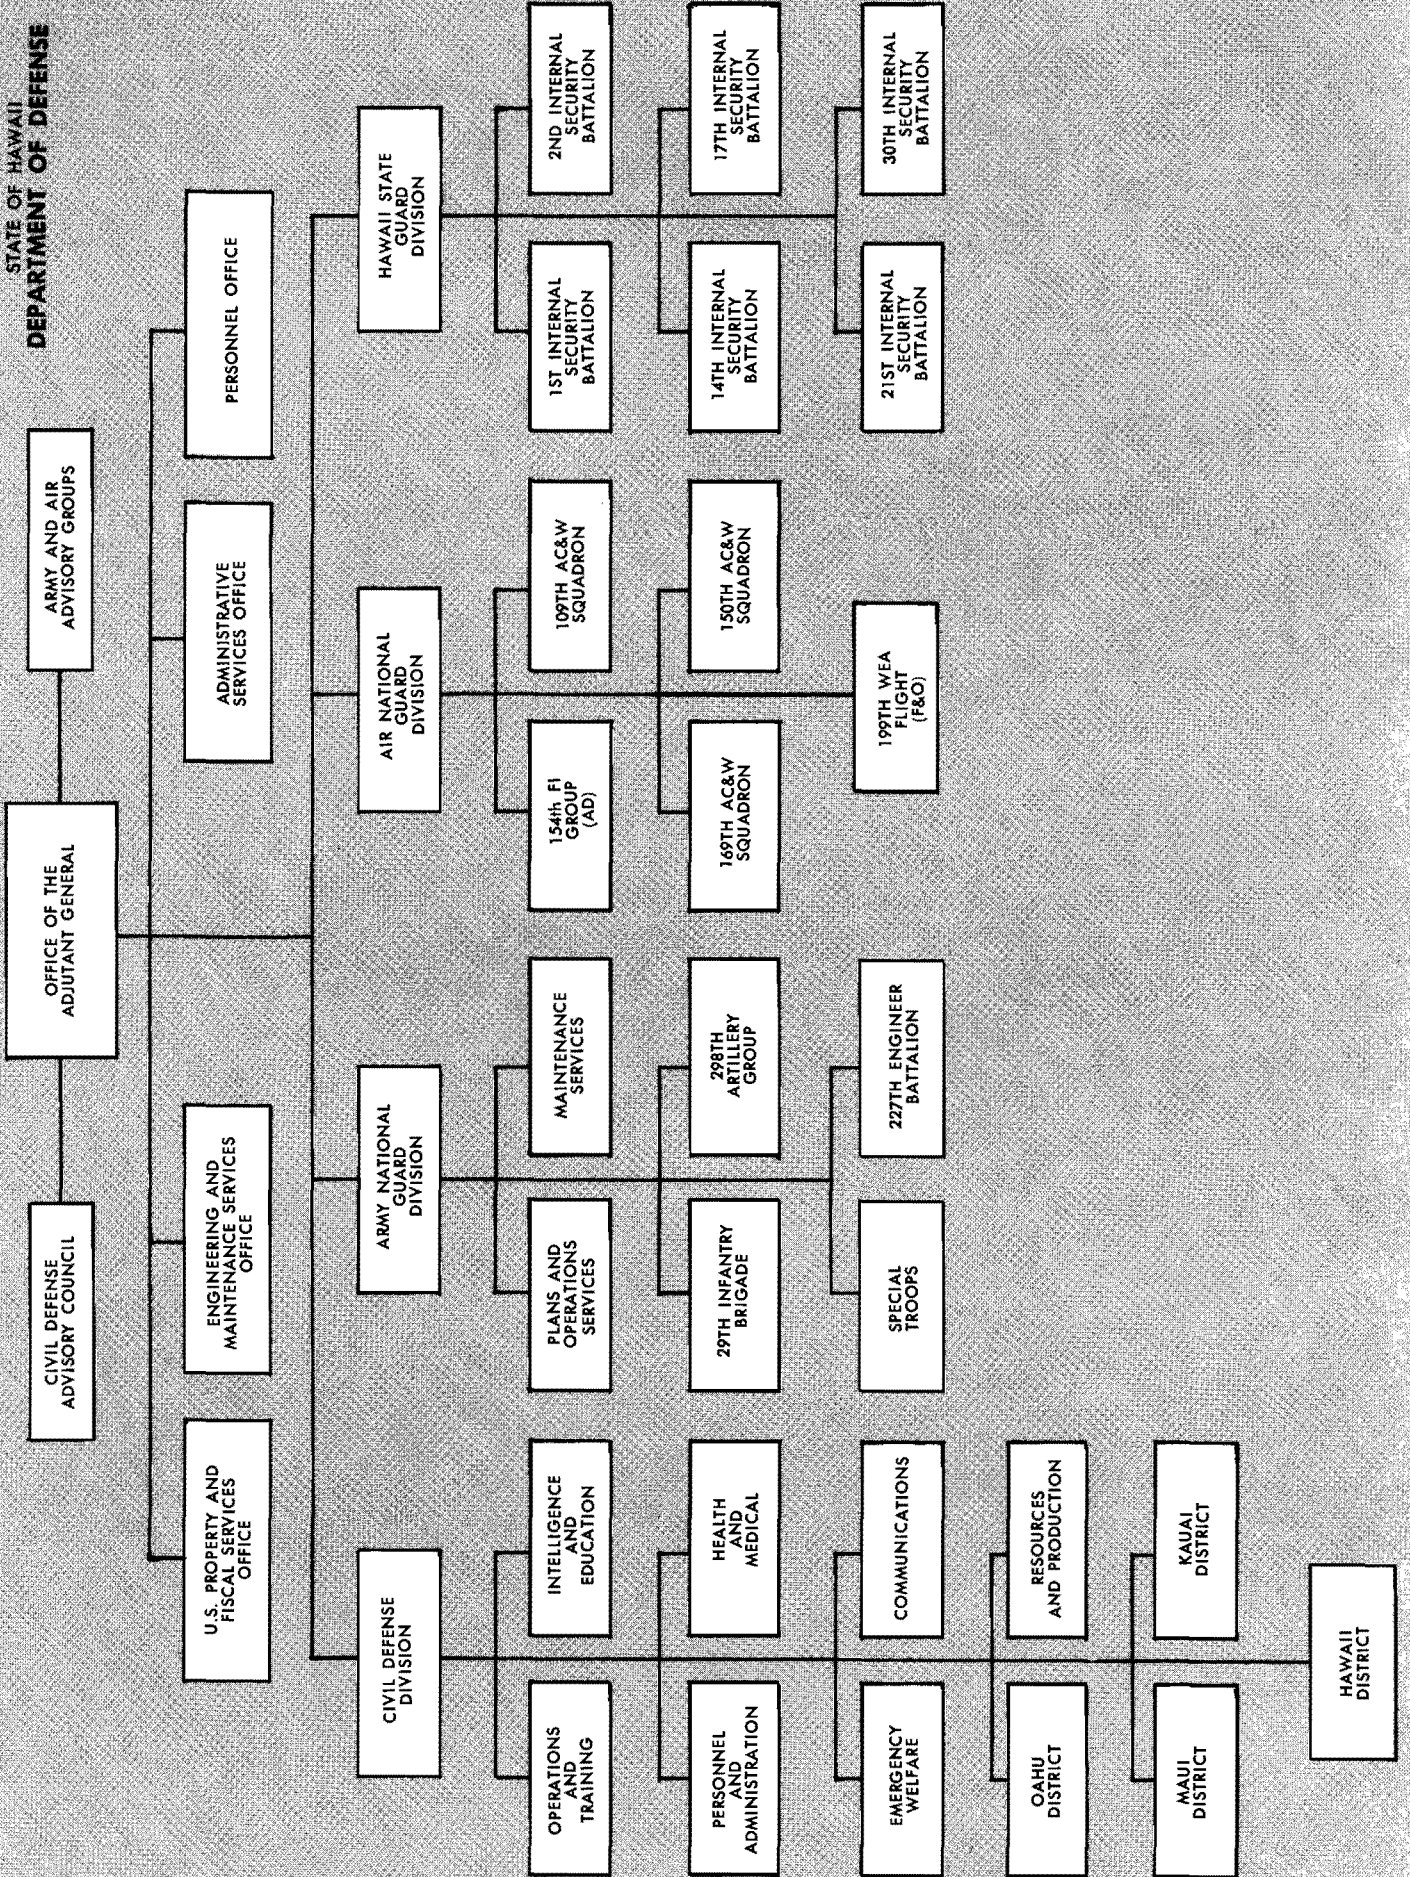 STATE OF HAWAII
DEPARTMENT OF DEFENSE
OFFICE OF THE
ADJUTANT GENERAL
CIVIL DEFENSE
ADVISORY COUNCIL
ARMY AND AIR
ADVISORY GROUPS
U.S. PROPERTY AND
FISCAL SERVICES
OFFICE
ENGINEERING AND
MAINTENANCE SERVICES
OFFICE
ADMINISTRATIVE
SERVICES OFFICE
PERSONNEL OFFICE
CIVIL DEFENSE
DIVISION
ARMY NATIONAL
GUARD
DIVISION
AIR NATIONAL
GUARD
DIVISION
HAWAII STATE
GUARD
DIVISION
OPERATIONS
AND
TRAINING
INTELLIGENCE
AND
EDUCATION
PLANS AND
OPERATIONS
SERVICES
MAINTENANCE
SERVICES
154th FI
GROUP
(AD)
109TH AC&W
SQUADRON
1ST INTERNAL
SECURITY
BATTALION
2ND INTERNAL
SECURITY
BATTALION
PERSONNEL
AND
ADMINISTRATION
HEALTH
AND
MEDICAL
29TH INFANTRY
BRIGADE
298TH
ARTILLERY
GROUP
169TH AC&W
SQUADRON
150TH AC&W
SQUADRON
14TH INTERNAL
SECURITY
BATTALION
17TH INTERNAL
SECURITY
BATTALION
EMERGENCY
WELFARE
COMMUNICATIONS
SPECIAL
TROOPS
227TH ENGINEER
BATTALION
199TH WEA
FLIGHT
(F&O)
21ST INTERNAL
SECURITY
BATTALION
30TH INTERNAL
SECURITY
BATTALION
OAHU
DISTRICT
RESOURCES
AND PRODUCTION
MAUI
DISTRICT
KAUAI
DISTRICT
HAWAII
DISTRICT